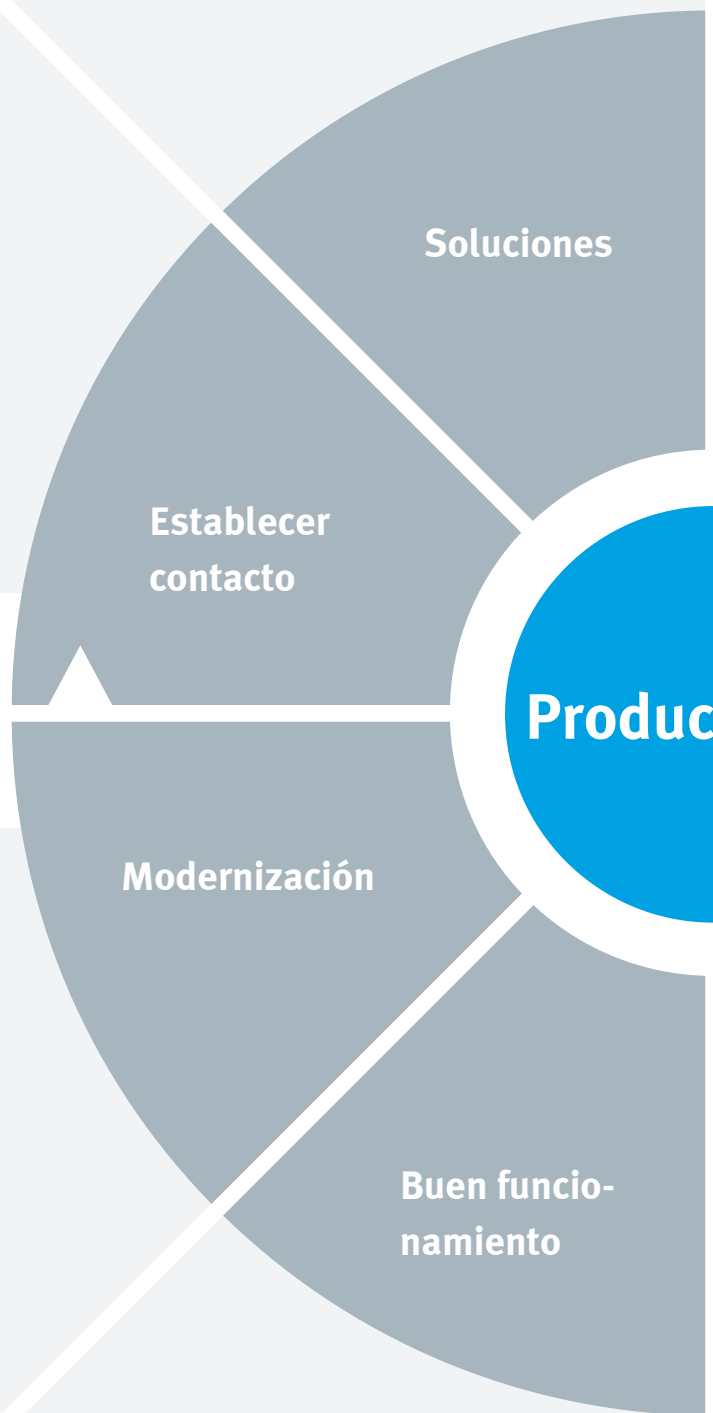 Soluciones
Establecer
contacto
Produc
Modernización
Buen funcio-
namiento